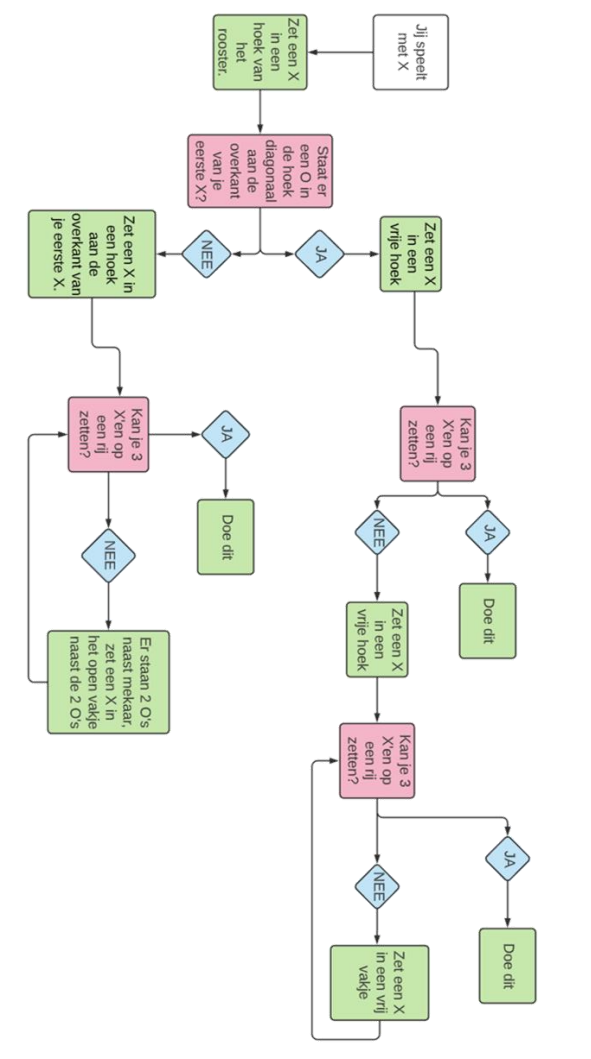 Jij speelt
met X
Zet een X
in een
hoek van
het
rooster.
Staat er
een O in
de hoek
diagonaal
aan de
overkant
van je
eerste X?
JA
NEE
Zet een X
in een
vrije hoek
Zet een X in
een hoek
aan de
overkant van
je eerste X.
Kan je 3
X'en op
een rij
zetten?
JA
NEE
Doe dit
Zet een X
in een
vrije hoek
Kan je 3
X'en op
een rij
zetten?
JA
NEE
Doe dit
Zet een X
in een vrij
vakje
Kan je 3
X'en op
een rij
zetten?
JA
NEE
Doe dit
Er staan 2 O's
naast mekaar,
zet een X in
het open vakje
naast de 2 O's